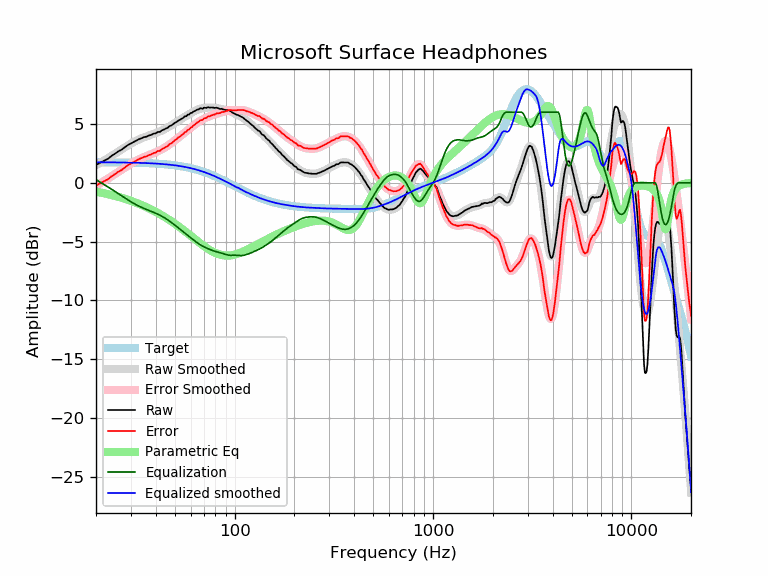 Microsoft Surface Headphones
Amplitude (dBr)
5
0
−5
−10
−15
−20
−25
Target
Raw Smoothed
Error Smoothed
Raw
Error
Parametric Eq
Equalization
Equalized smoothed
100
1000
10000
Frequency (Hz)